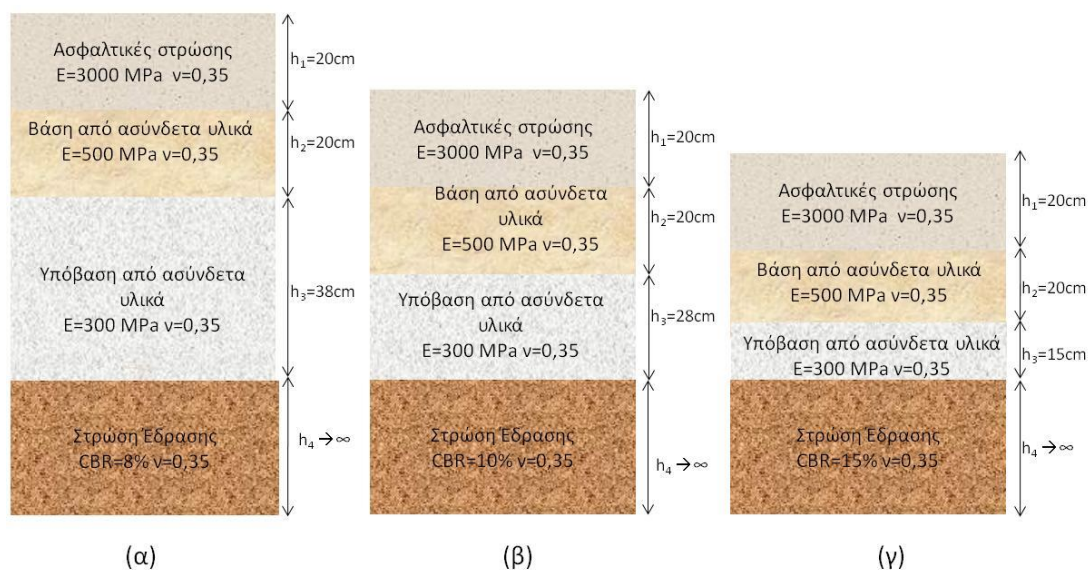 Ασφαλτικές στρώσης
E=3000 MPa ν=0,35
h₁=20cm
Βάση από ασύνδετα υλικά
E=500 MPa ν=0,35
h₂=20cm
Υπόβαση από ασύνδετα
υλικά
E=300 MPa ν=0,35
h₃=38cm
Στρώση Έδρασης
CBR=8% ν=0,35
h₄ → ∞
(α)
Ασφαλτικές στρώσης
E=3000 MPa ν=0,35
h₁=20cm
Βάση από ασύνδετα
υλικά
E=500 MPa ν=0,35
h₂=20cm
Υπόβαση από ασύνδετα
υλικά
E=300 MPa ν=0,35
h₃=28cm
Στρώση Έδρασης
CBR=10% ν=0,35
h₄ → ∞
(β)
Ασφαλτικές στρώσης
E=3000 MPa ν=0,35
h₁=20cm
Βάση από ασύνδετα υλικά
E=500 MPa ν=0,35
h₂=20cm
Υπόβαση από ασύνδετα υλικά
E=300 MPa ν=0,35
h₃=15cm
Στρώση Έδρασης
CBR=15% ν=0,35
h₄ → ∞
(γ)